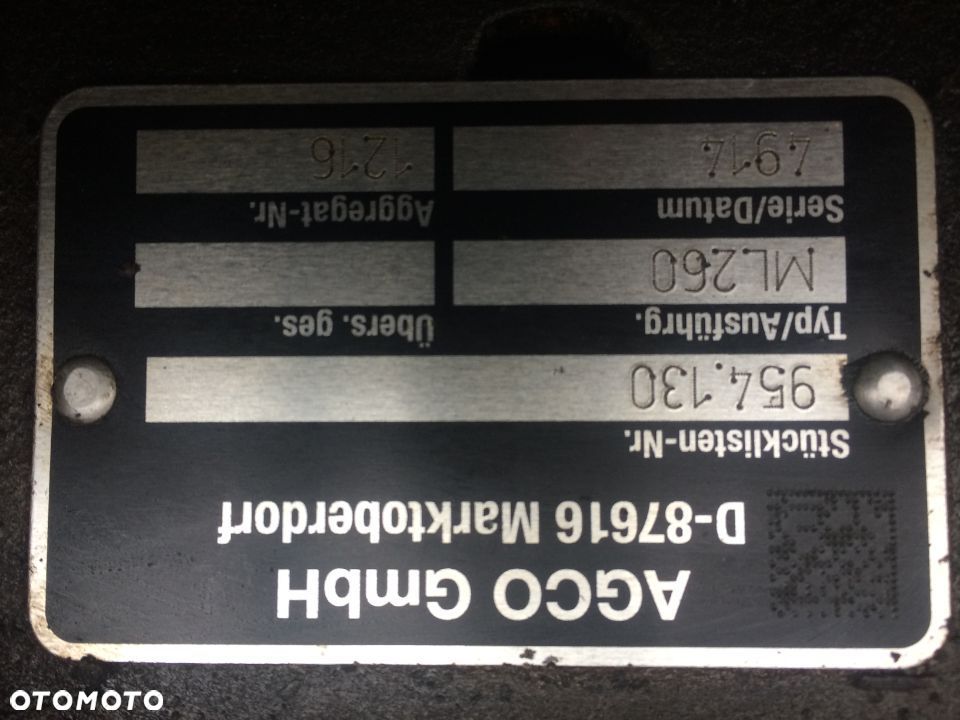 AGCO GmbH
D-87616 Marktoberdorf
Stücklisten-Nr.
954.130
Typ/Ausführg. Übers. ges.
ML260
Serie/Datum Aggregat-Nr.
4914 1216
OTOMOTO